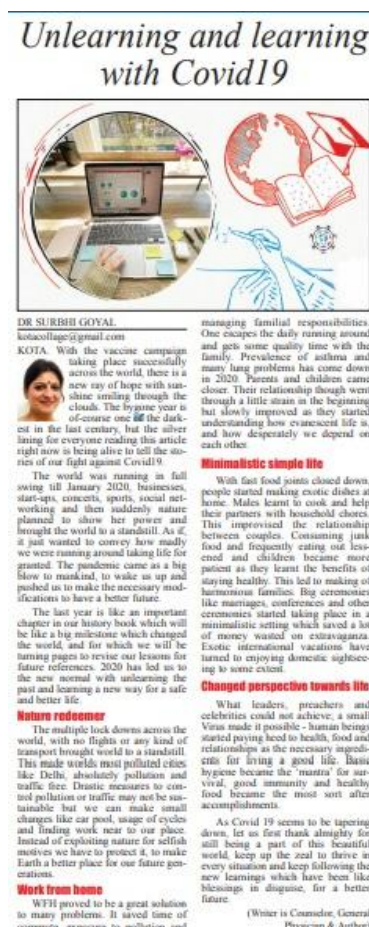 Unlearning and learning
with Covid19
DR SURBHI GOYAL
kotacollage@gmail.com
KOTA. With the vaccine campaign
taking place successfully
across the world, there is a
new ray of hope with sun-
shine smiling through the
clouds. The bygone year is
of-course one of the dark-
est in the last century, but the silver
lining for everyone reading this article
right now is being alive to tell the sto-
ries of our fight against Covid19.
The world was running in full
swing till January 2020, businesses,
start-ups, concerts, sports, social net-
working and then suddenly nature
planned to show her power and
brought the world to a standstill. As if,
it just wanted to convey how madly
we were running around taking life for
granted. The pandemic came as a big
blow to mankind, to wake us up and
pushed us to make the necessary mod-
ifications to have a better future.
The last year is like an important
chapter in our history book which will
be like a big milestone which changed
the world, and for which we will be
turning pages to revise our lessons for
future references. 2020 has led us to
the new normal with unlearning the
past and learning a new way for a safe
and better life.
Nature redeemer
The multiple lock downs across the
world, with no flights or any kind of
transport brought world to a standstill.
This made worlds most polluted cities
like Delhi, absolutely pollution and
traffic free. Drastic measures to con-
trol pollution or traffic may not be sus-
tainable but we can make small
changes like car pool, usage of cycles
and finding work near to our place.
Instead of exploiting nature for selfish
motives we have to protect it, to make
Earth a better place for our future gen-
erations.
Work from home
WFH proved to be a great solution
to many problems. It saved time of
managing familial responsibilities.
One escapes the daily running around
and gets some quality time with the
family. Prevalence of asthma and
many lung problems has come down
in 2020. Parents and children came
closer. Their relationship though went
through a little strain in the beginning
but slowly improved as they started
understanding how evanescent life is,
and how desperately we depend on
each other.
Minimalistic simple life
With fast food joints closed down,
people started making exotic dishes at
home. Males learnt to cook and help
their partners with household chores.
This improvised the relationship
between couples. Consuming junk
food and frequently eating out less-
ened and children became more
patient as they learnt the benefits of
staying healthy. This led to making of
harmonious families. Big ceremonies
like marriages, conferences and other
ceremonies started taking place in a
minimalistic setting which saved a lot
of money wasted on extravaganza.
Exotic international vacations have
turned to enjoying domestic sightsee-
ing to some extent.
Changed perspective towards life
What leaders, preachers and
celebrities could not achieve, a small
Virus made it possible - human beings
started paying heed to health, food and
relationships as the necessary ingredi-
ents for living a good life. Basic
hygiene became the 'mantra' for sur-
vival, good immunity and healthy
food became the most sort after
accomplishments.
As Covid 19 seems to be tapering
down, let us first thank almighty for
still being a part of this beautiful
world, keep up the zeal to thrive in
every situation and keep following the
new learnings which have been like
blessings in disguise, for a better
future.
(Writer is Counselor, General
Physician & Author)